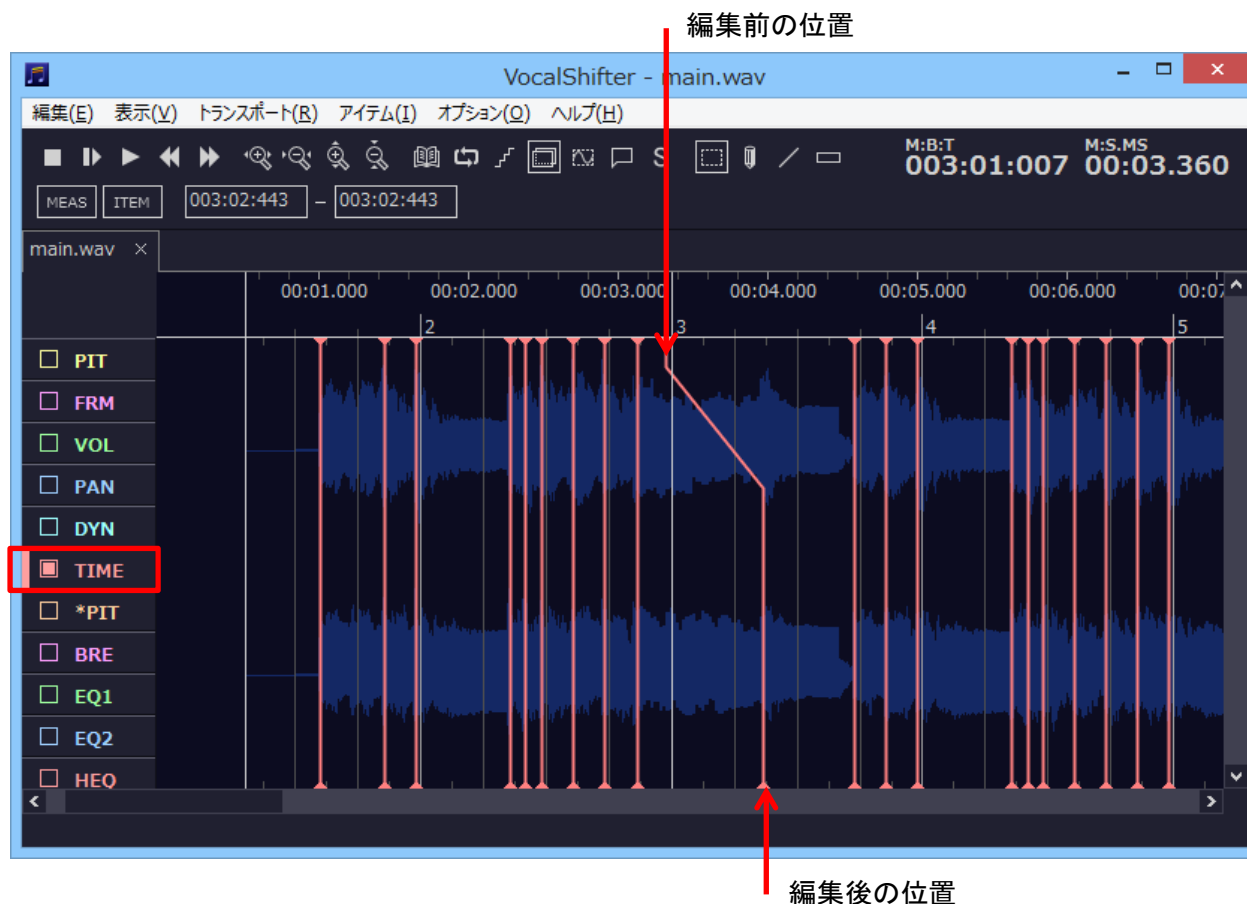 編集前の位置
VocalShifter - main.wav
編集(E) 表示(V) トランスポート(R) アイテム(I) オプション(O) ヘルプ(H)
M:B:T M:S.MS
003:01:007 00:03.360
MEAS ITEM 003:02:443 – 003:02:443
main.wav
00:01.000 00:02.000 00:03.000 00:04.000 00:05.000 00:06.000
2 3 4 5
PIT
FRM
VOL
PAN
DYN
TIME
*PIT
BRE
EQ1
EQ2
HEQ
編集後の位置